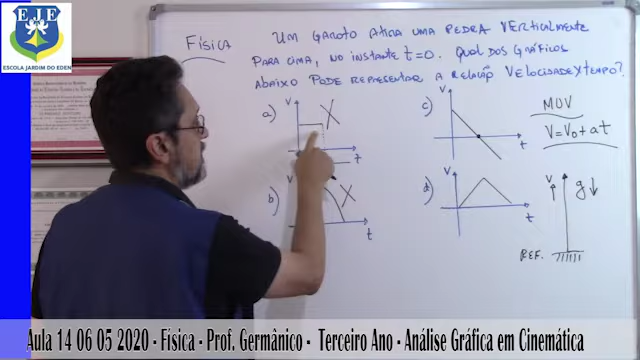 EJE
ESCOLA JARDIM DO EDEN
FÍSICA
UM GAROTO ATIRA UMA PEDRA VERTICALMENTE
PARA CIMA, NO INSTANTE t=0. QUAL DOS GRÁFICOS
ABAIXO PODE REPRESENTAR A RELAÇÃO VELOCIDADE X TEMPO?
a) V X t
b) V X t
c) V t
d) V t
MUV
V=V₀+at
V g
REF.
Aula 14 06 05 2020 - Física - Prof. Germânico - Terceiro Ano - Análise Gráfica em Cinemática